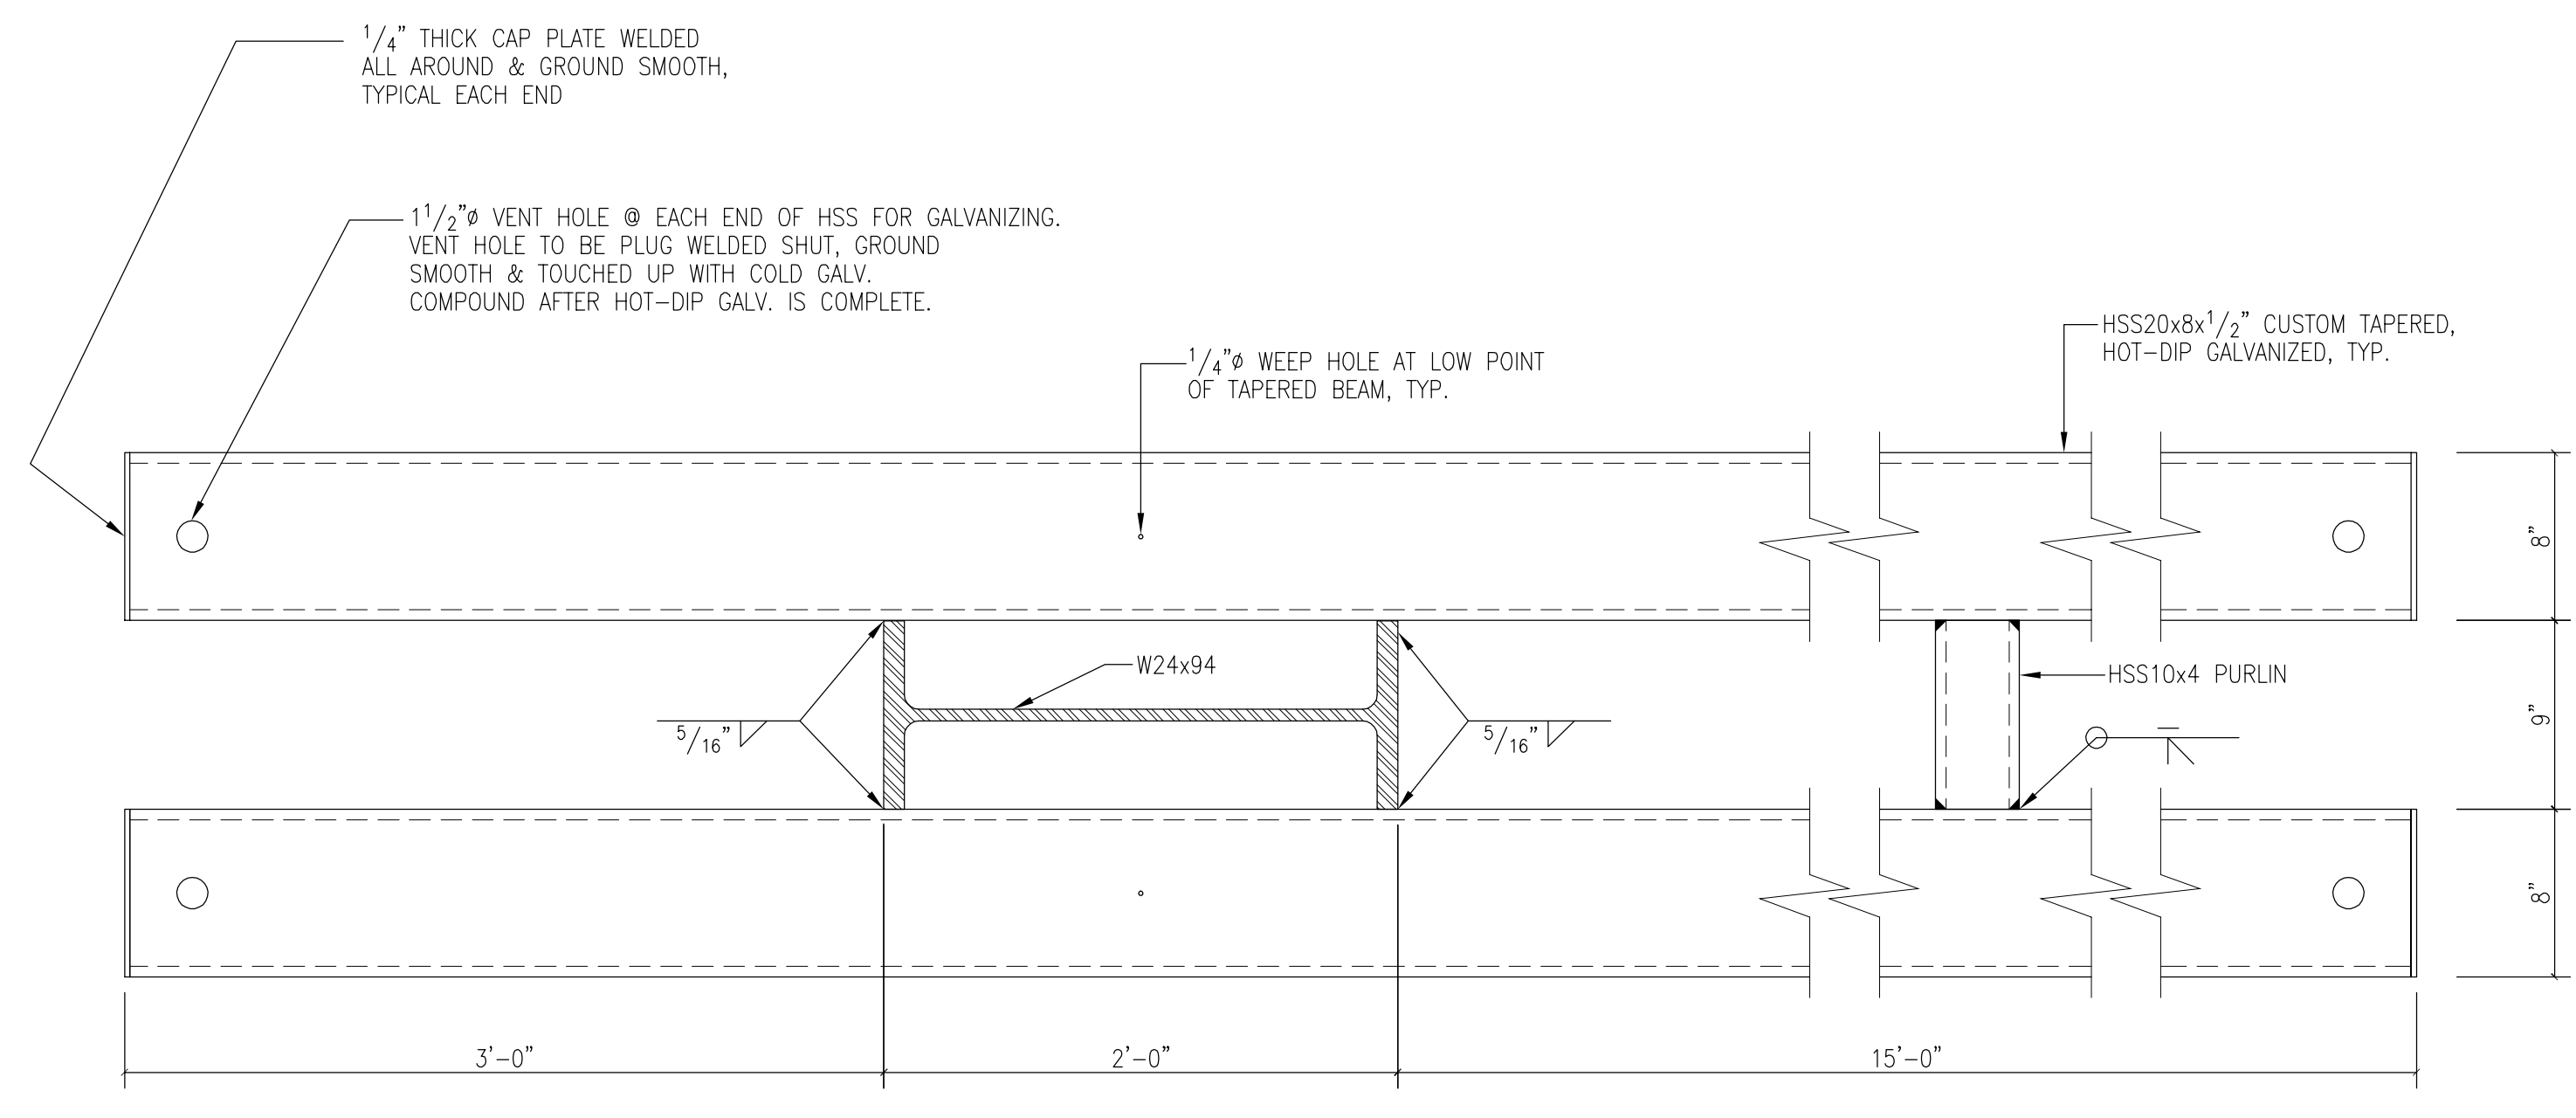 1/4" THICK CAP PLATE WELDED
ALL AROUND & GROUND SMOOTH,
TYPICAL EACH END
1 1/2"ø VENT HOLE @ EACH END OF HSS FOR GALVANIZING.
VENT HOLE TO BE PLUG WELDED SHUT, GROUND
SMOOTH & TOUCHED UP WITH COLD GALV.
COMPOUND AFTER HOT-DIP GALV. IS COMPLETE.
HSS20x8x1/2" CUSTOM TAPERED,
HOT-DIP GALVANIZED, TYP.
1/4"ø WEEP HOLE AT LOW POINT
OF TAPERED BEAM, TYP.
8"
W24x94
HSS10x4 PURLIN
9"
5/16"
5/16"
8"
3'-0"
2'-0"
15'-0"